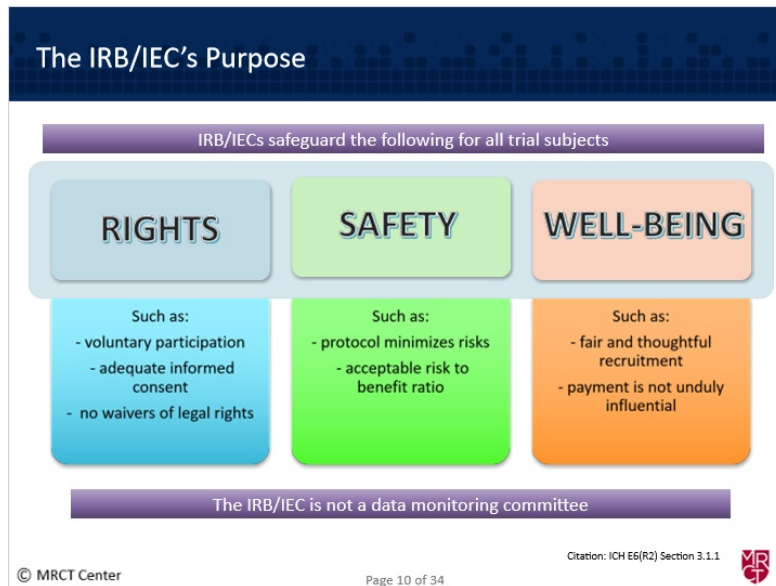 The IRB/IEC's Purpose
IRB/IECs safeguard the following for all trial subjects
RIGHTS
Such as:
- voluntary participation
- adequate informed
consent
- no waivers of legal rights
SAFETY
Such as:
- protocol minimizes risks
- acceptable risk to
benefit ratio
WELL-BEING
Such as:
- fair and thoughtful
recruitment
- payment is not unduly
influential
The IRB/IEC is not a data monitoring committee
Citation: ICH E6(R2) Section 3.1.1
© MRCT Center
Page 10 of 34
MRCT